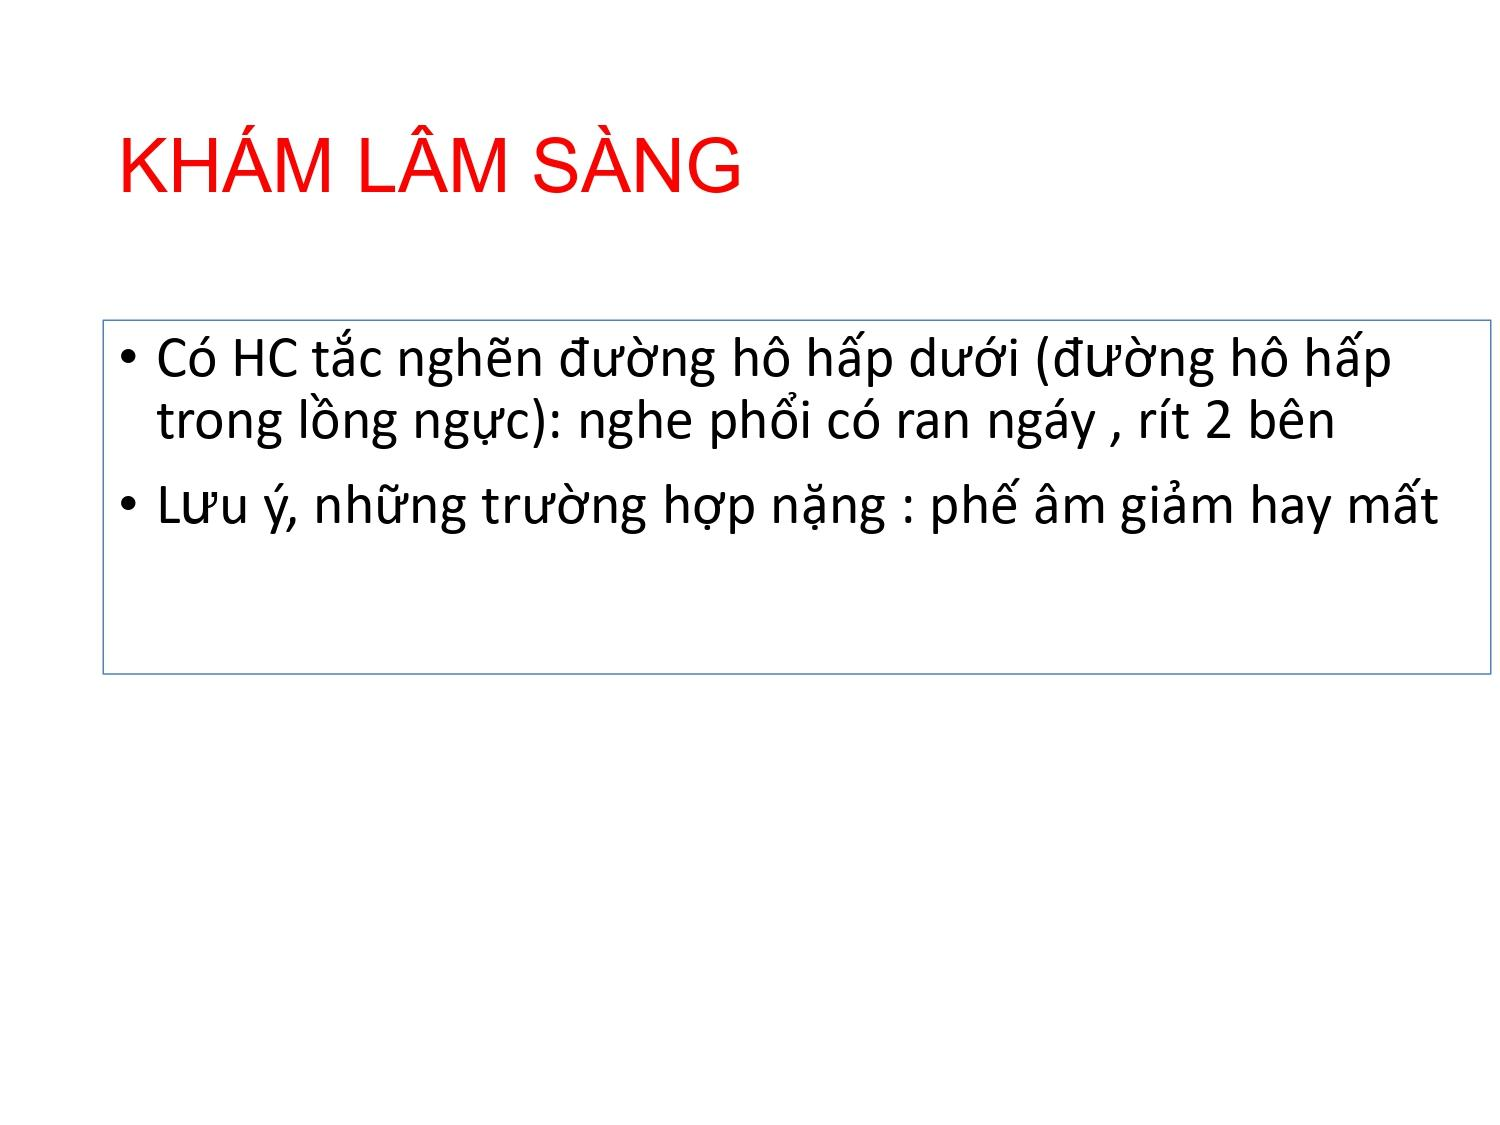 KHÁM LÂM SÀNG
• Có HC tắc nghẽn đường hô hấp dưới (đường hô hấp
trong lồng ngực): nghe phổi có ran ngáy , rít 2 bên
• Lưu ý, những trường hợp nặng : phế âm giảm hay mất